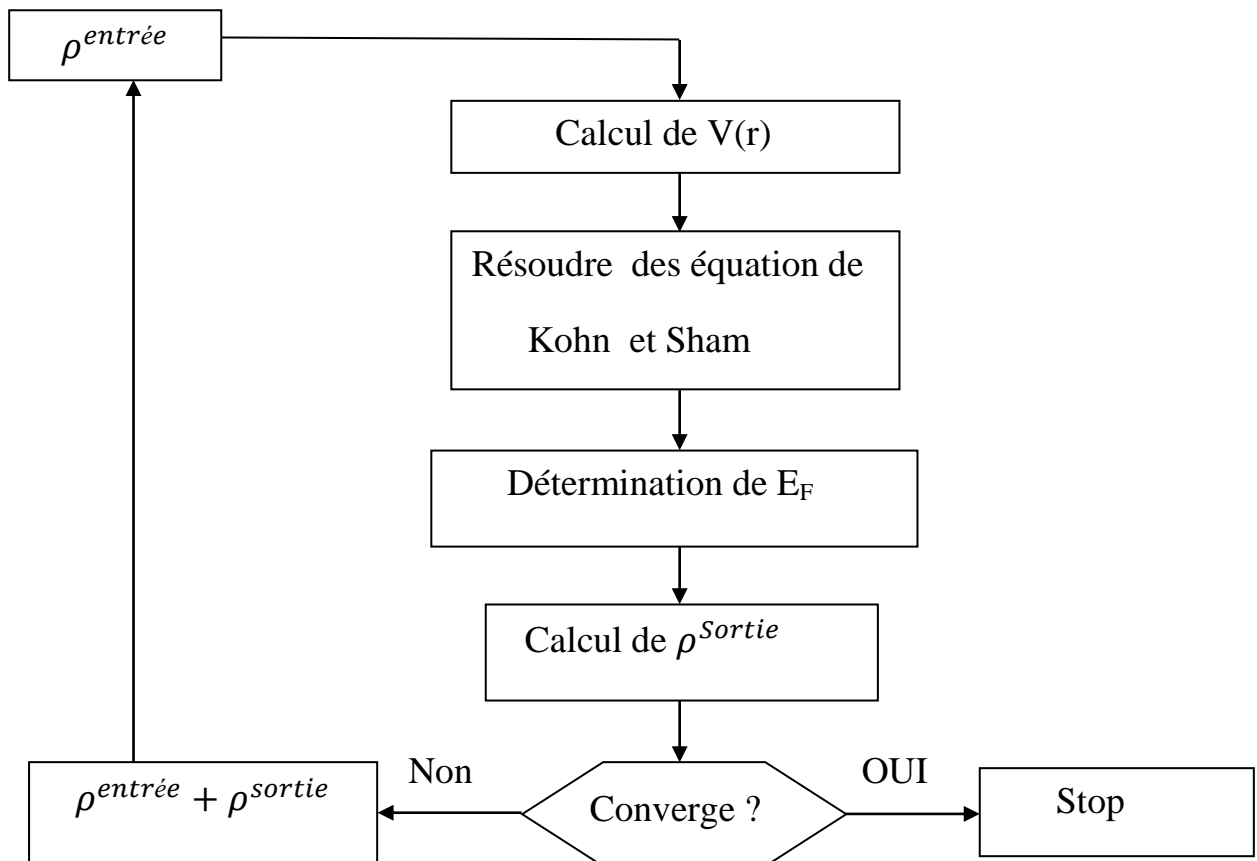 ρ^entrée
Calcul de V(r)
Résoudre des équation de
Kohn et Sham
Détermination de E_F
Calcul de ρ^Sortie
Non
OUI
ρ^entrée + ρ^sortie
Converge ?
Stop